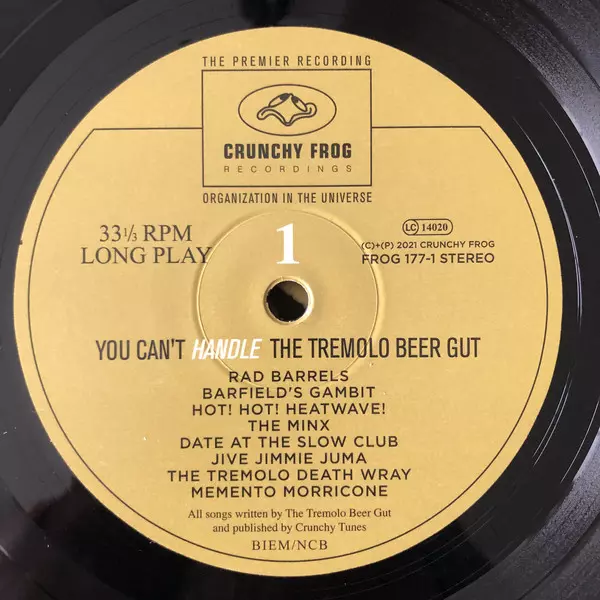 THE PREMIER RECORDING
CRUNCHY FROG
RECORDINGS
ORGANIZATION IN THE UNIVERSE
33 1/3 RPM
LONG PLAY
1
LC 14020
(C)+(P) 2021 CRUNCHY FROG
FROG 177-1 STEREO
YOU CAN'T HANDLE THE TREMOLO BEER GUT
RAD BARRELS
BARFIELD'S GAMBIT
HOT! HOT! HEATWAVE!
THE MINX
DATE AT THE SLOW CLUB
JIVE JIMMIE JUMA
THE TREMOLO DEATH WRAY
MEMENTO MORRICONE
All songs written by The Tremolo Beer Gut
and published by Crunchy Tunes
BIEM/NCB